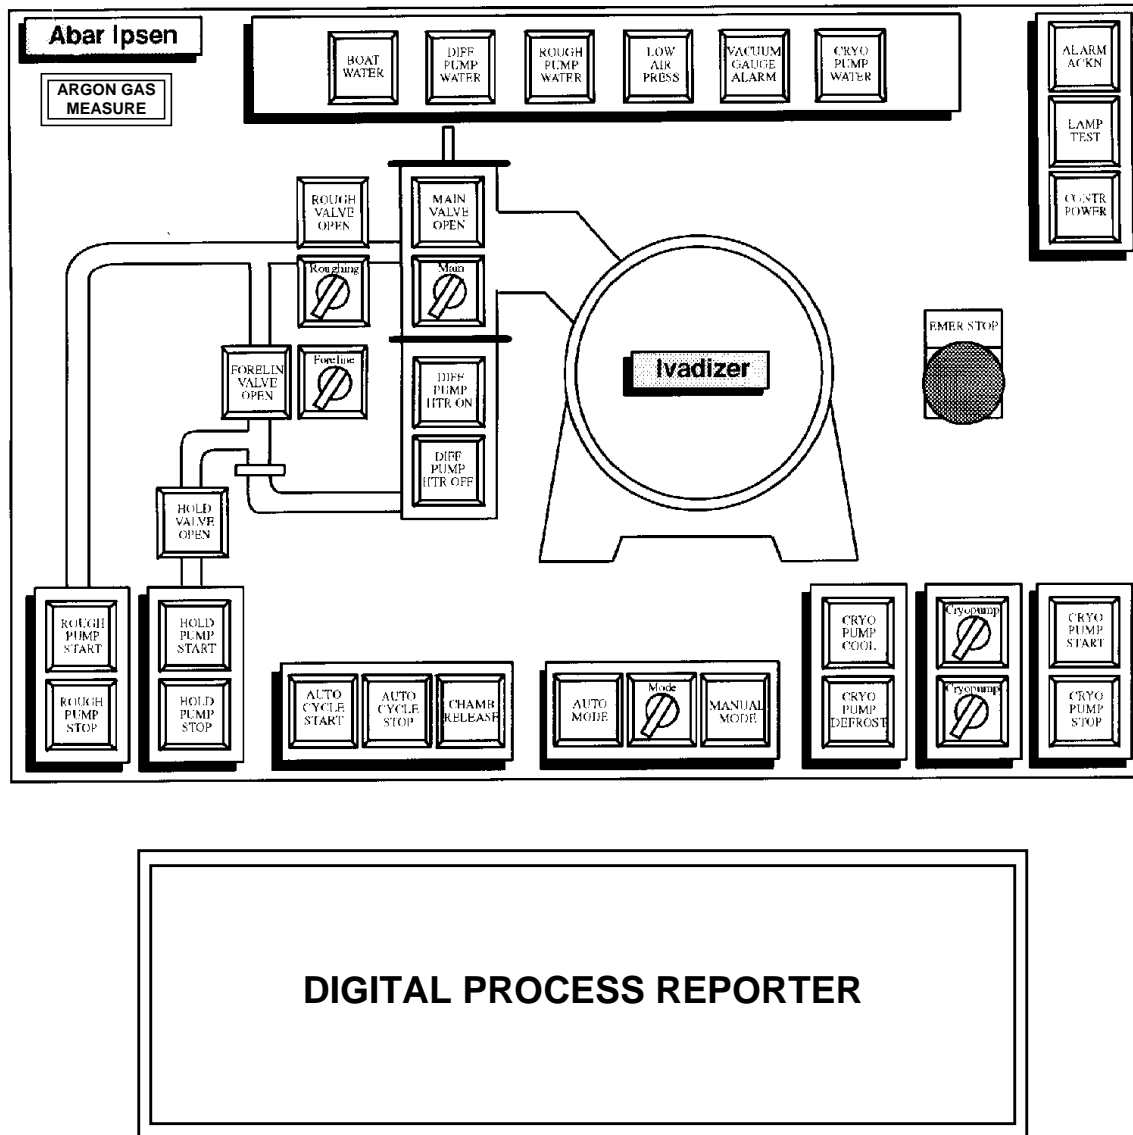 Abar Ipsen
ARGON GAS
MEASURE
BOAT
WATER
DIFF
PUMP
WATER
ROUGH
PUMP
WATER
LOW
AIR
PRESS
VACUUM
GAUGE
ALARM
CRYO
PUMP
WATER
ALARM
ACKN
LAMP
TEST
CONTR
POWER
ROUGH
VALVE
OPEN
MAIN
VALVE
OPEN
Roughing
Main
EMER STOP
FORELIN
VALVE
OPEN
Foreline
DIFF
PUMP
HTR ON
Ivadizer
DIFF
PUMP
HTR OFF
HOLD
VALVE
OPEN
ROUGH
PUMP
START
HOLD
PUMP
START
CRYO
PUMP
COOL
Cryopump
CRYO
PUMP
START
ROUGH
PUMP
STOP
HOLD
PUMP
STOP
AUTO
CYCLE
START
AUTO
CYCLE
STOP
CHAMB
RELEASE
AUTO
MODE
Mode
MANUAL
MODE
CRYO
PUMP
DEFROST
Cryopump
CRYO
PUMP
STOP
DIGITAL PROCESS REPORTER